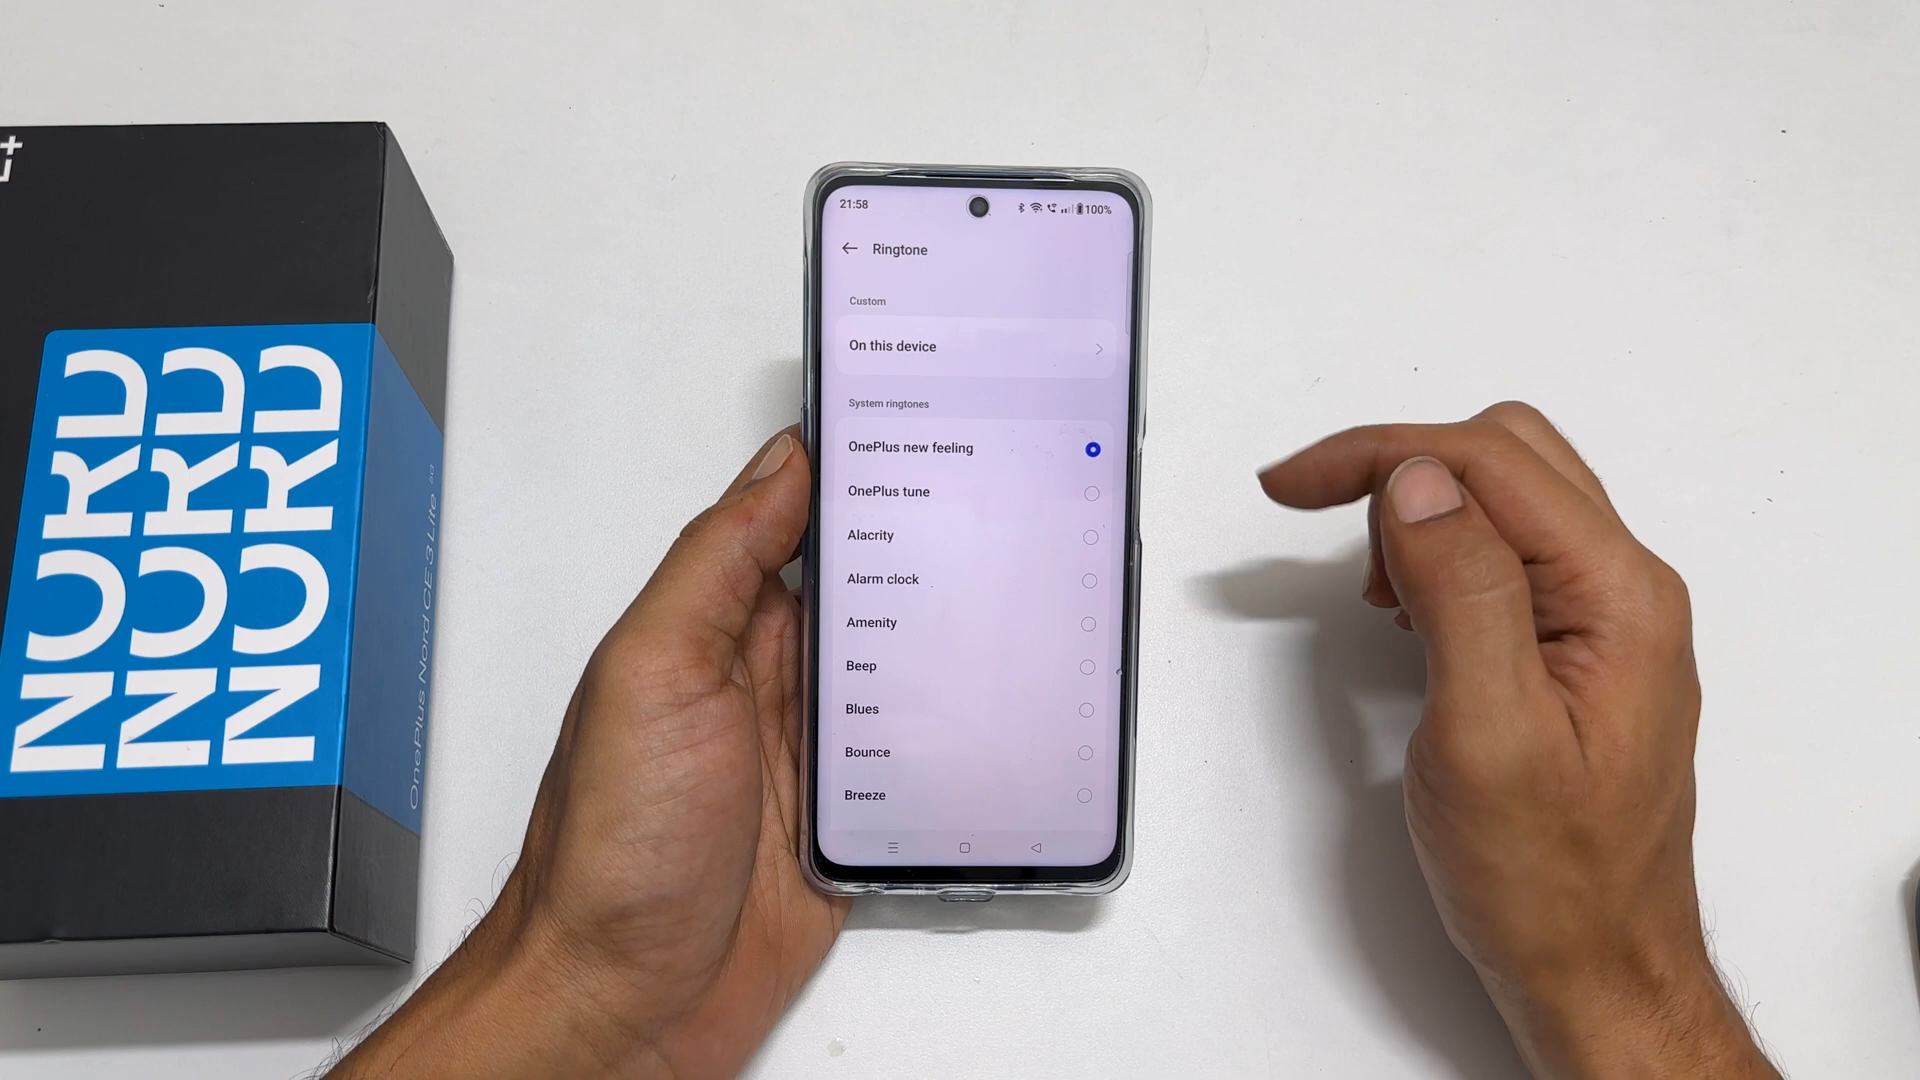 NORD
NORD
NORD
OnePlus Nord CE 3 Lite 5G
21:58
100%
Ringtone
Custom
On this device
System ringtones
OnePlus new feeling
OnePlus tune
Alacrity
Alarm clock
Amenity
Beep
Blues
Bounce
Breeze